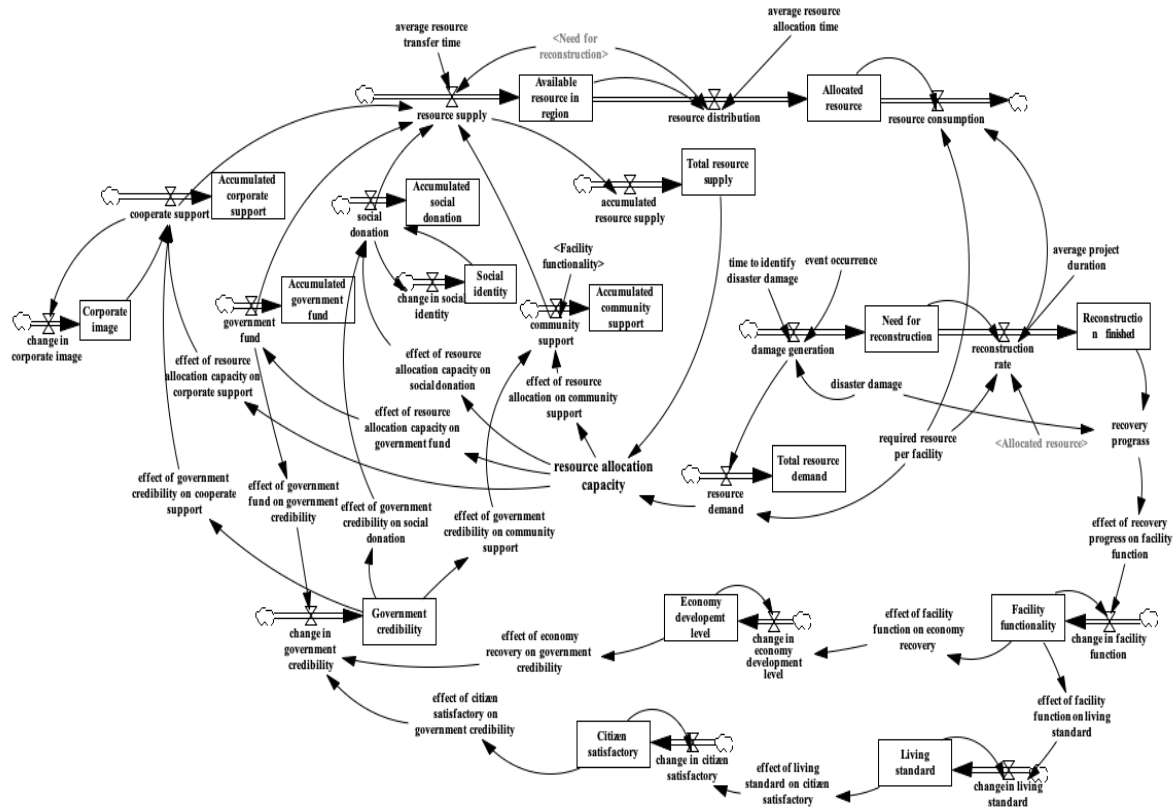 average resource
transfer time
<Need for
reconstruction>
average resource
allocation time
Available
resource in
region
Allocated
resource
resource supply
resource distribution
resource consumption
Total resource
supply
accumulated
resource supply
Accumulated
corporate
support
cooperate support
Accumulated
social
donation
social
donation
<Facility
functionality>
Social
identity
change in social
identity
Accumulated
government
fund
government
fund
Accumulated
community
support
community
support
Corporate
image
change in
corporate image
time to identify
disaster damage
event occurrence
average project
duration
Need for
reconstruction
Reconstructio
n finished
damage generation
reconstruction
rate
effect of resource
allocation capacity on
corporate support
effect of resource
allocation capacity on
social donation
effect of resource
allocation on community
support
effect of resource
allocation capacity on
government fund
disaster damage
required resource
per facility
<Allocated resource>
recovery
prograss
resource allocation
capacity
Total resource
demand
resource
demand
effect of government
credibility on cooperate
support
effect of government
fund on government
credibility
effect of government
credibility on social
donation
effect of government
credibility on community
support
effect of recovery
progress on facility
function
Government
credibility
change in
government
credibility
Economy
developemt
level
change in
economy
development level
effect of economy
recovery on government
credibility
effect of facility
function on economy
recovery
Facility
functionality
change in facility
function
effect of citizen
satisfactory on
government credibility
effect of facility
function on living
standard
Citizen
satisfactory
change in citizen
satisfactory
effect of living
standard on citizen
satisfactory
Living
standard
change in living
standard